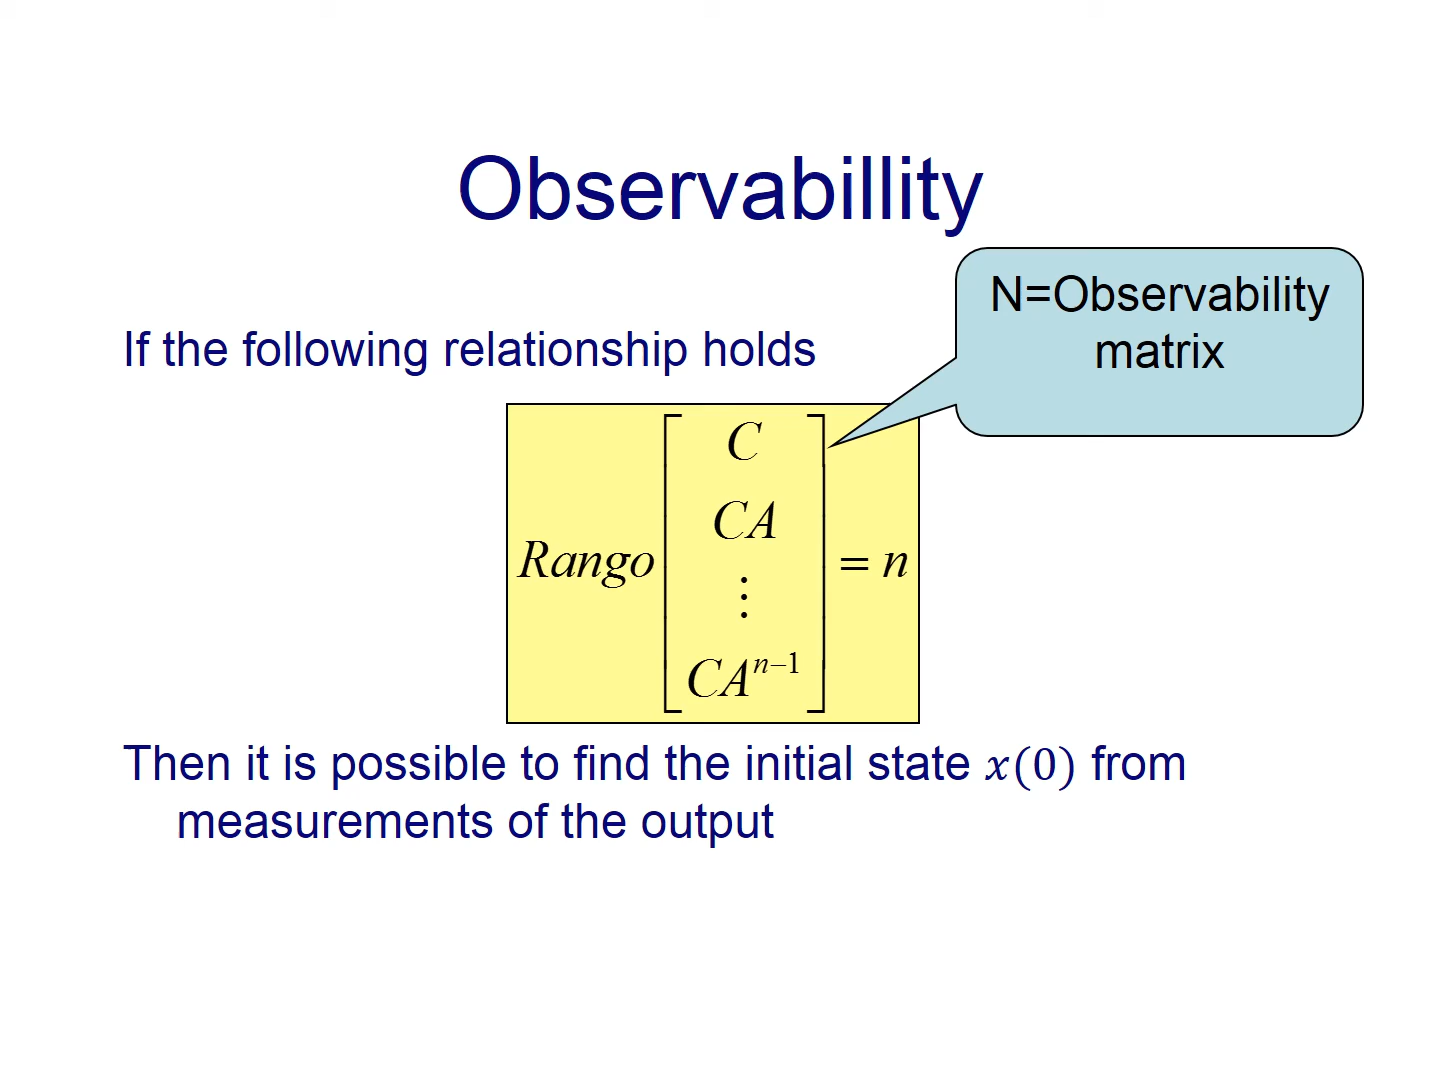 Observabillity
N=Observability
matrix
If the following relationship holds
C
CA
Rango = n
⋮
CAⁿ⁻¹
Then it is possible to find the initial state x(0) from
measurements of the output